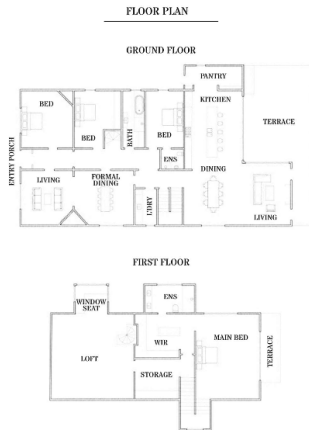 FLOOR PLAN
GROUND FLOOR
PANTRY
KITCHEN
BED
BED
BATH
BED
TERRACE
ENTRY PORCH
ENS
DINING
LIVING
FORMAL
DINING
L'DRY
LIVING
FIRST FLOOR
ENS
WINDOW
SEAT
WIR
MAIN BED
TERRACE
LOFT
STORAGE